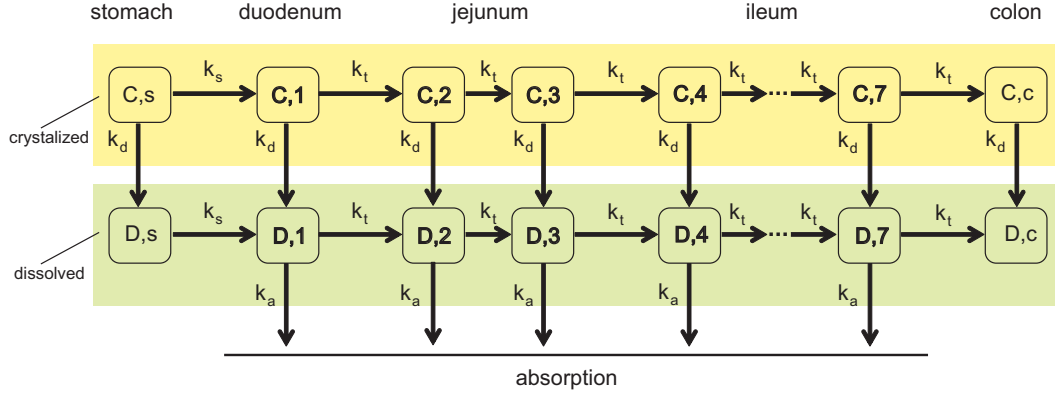 stomach duodenum jejunum ileum colon
k_s k_t k_t k_t k_t k_t k_t
C,s C,1 C,2 C,3 C,4 ... C,7 C,c
crystalized
k_d k_d k_d k_d k_d k_d k_d
k_s k_t k_t k_t k_t k_t k_t
D,s D,1 D,2 D,3 D,4 ... D,7 D,c
dissolved
k_a k_a k_a k_a k_a
absorption